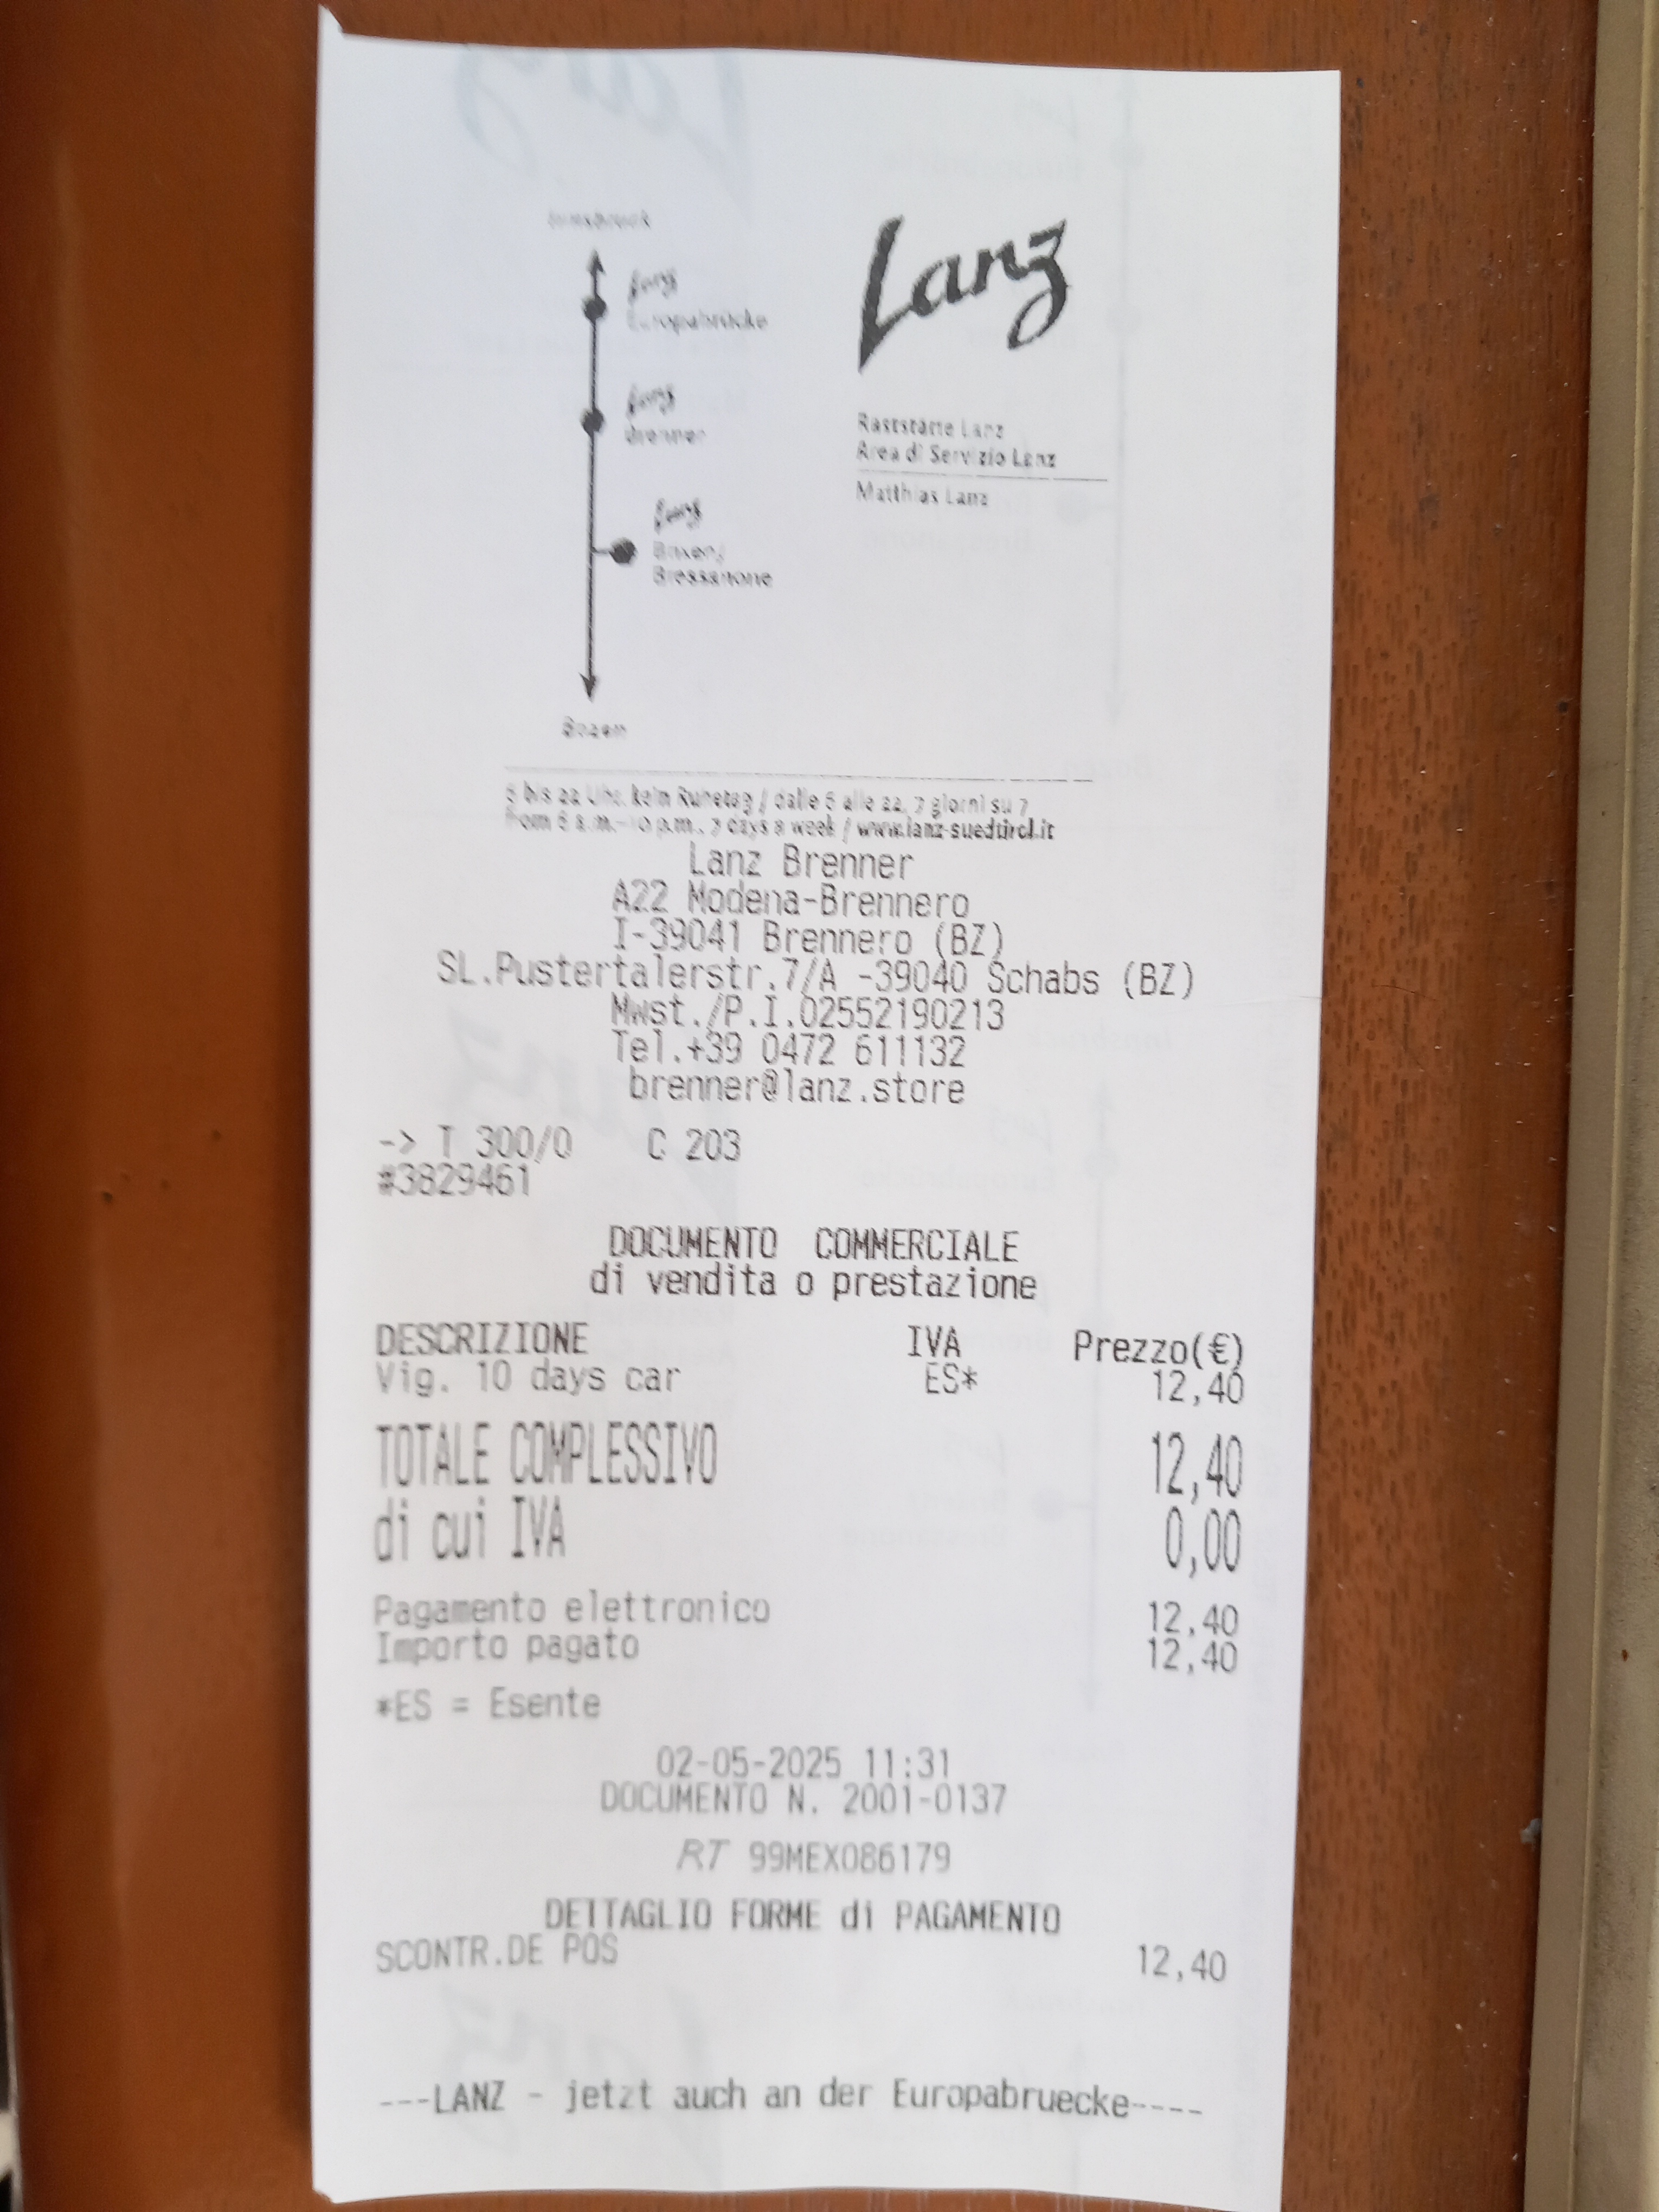 Innsbruck
Lanz
Europabrücke
Lanz
Brenner
Lanz
Brixen/
Bressanone
Bozen
Lanz
Raststätte Lanz
Area di Servizio Lanz
Matthias Lanz
6 bis 22 Uhr, kein Ruhetag / dalle 6 alle 22, 7 giorni su 7
from 6 a.m.-10 p.m., 7 days a week / www.lanz-suedtirol.it
Lanz Brenner
A22 Modena-Brennero
I-39041 Brennero (BZ)
SL.Pustertalerstr.7/A -39040 Schabs (BZ)
Mwst./P.I.02552190213
Tel.+39 0472 611132
brenner@lanz.store
-> T 300/0 C 203
#3829461
DOCUMENTO COMMERCIALE
di vendita o prestazione
DESCRIZIONE IVA Prezzo(€)
Vig. 10 days car ES* 12,40
TOTALE COMPLESSIVO 12,40
di cui IVA 0,00
Pagamento elettronico 12,40
Importo pagato 12,40
*ES = Esente
02-05-2025 11:31
DOCUMENTO N. 2001-0137
RT 99MEX086179
DETTAGLIO FORME di PAGAMENTO
SCONTR.DE POS 12,40
---LANZ - jetzt auch an der Europabruecke----